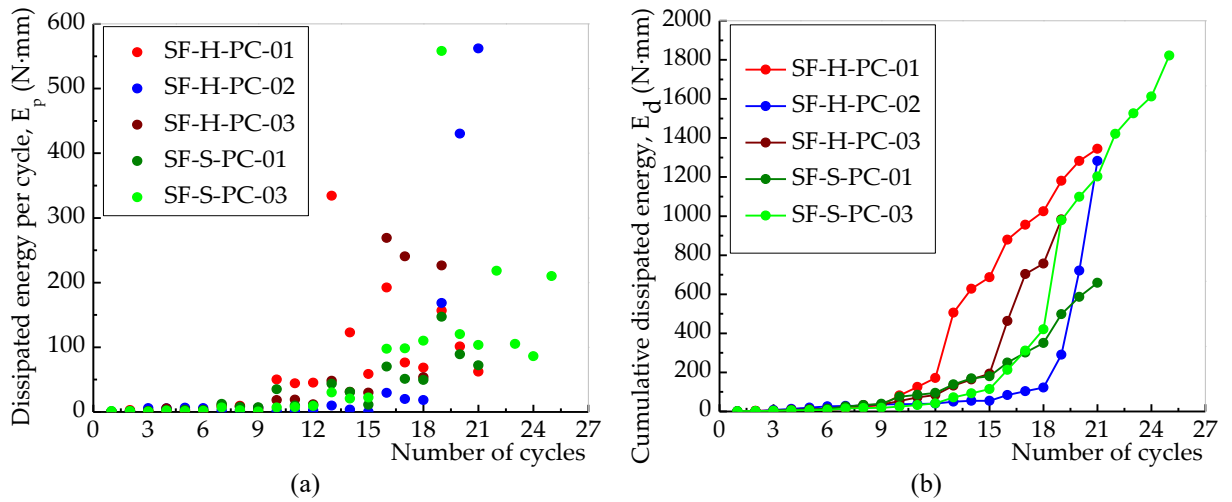 Dissipated energy per cycle, E_p (N·mm)
600
500
400
300
200
100
0
SF-H-PC-01
SF-H-PC-02
SF-H-PC-03
SF-S-PC-01
SF-S-PC-03
0 3 6 9 12 15 18 21 24 27
Number of cycles
(a)
Cumulative dissipated energy, E_d (N·mm)
2000
1800
1600
1400
1200
1000
800
600
400
200
0
SF-H-PC-01
SF-H-PC-02
SF-H-PC-03
SF-S-PC-01
SF-S-PC-03
0 3 6 9 12 15 18 21 24 27
Number of cycles
(b)